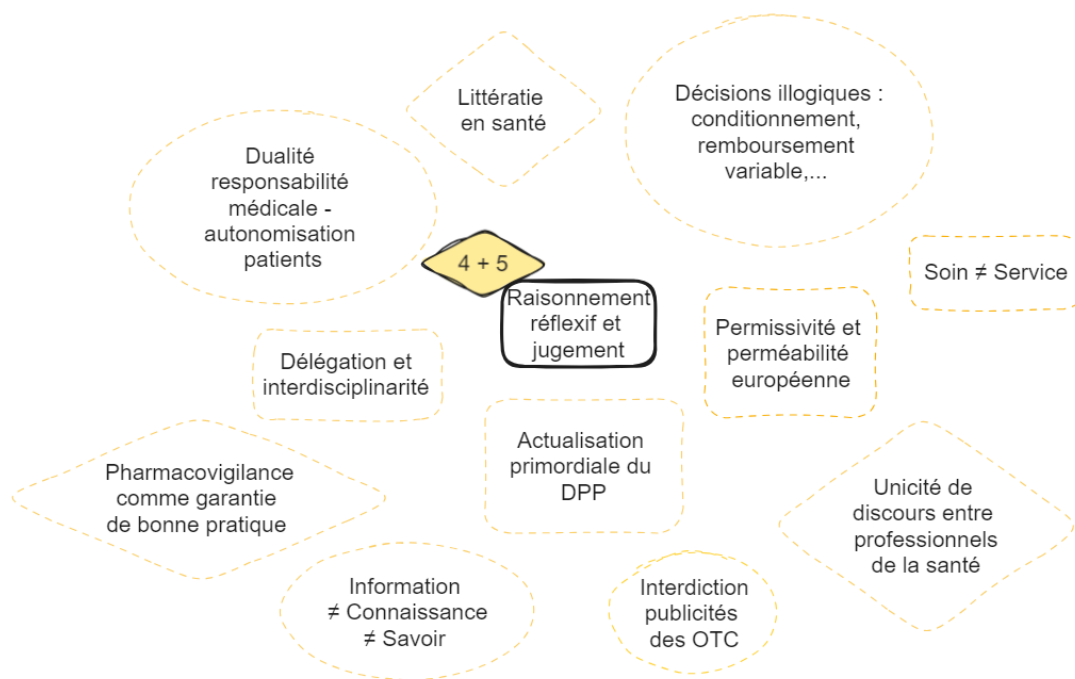 Littératie
en santé
Décisions illogiques :
conditionnement,
remboursement
variable,...
Dualité
responsabilité
médicale -
autonomisation
patients
4 + 5
Soin ≠ Service
Raisonnement
réflexif et
jugement
Permissivité et
perméabilité
européenne
Délégation et
interdisciplinarité
Actualisation
primordiale du
DPP
Pharmacovigilance
comme garantie
de bonne pratique
Unicité de
discours entre
professionnels
de la santé
Information
≠ Connaissance
≠ Savoir
Interdiction
publicités
des OTC